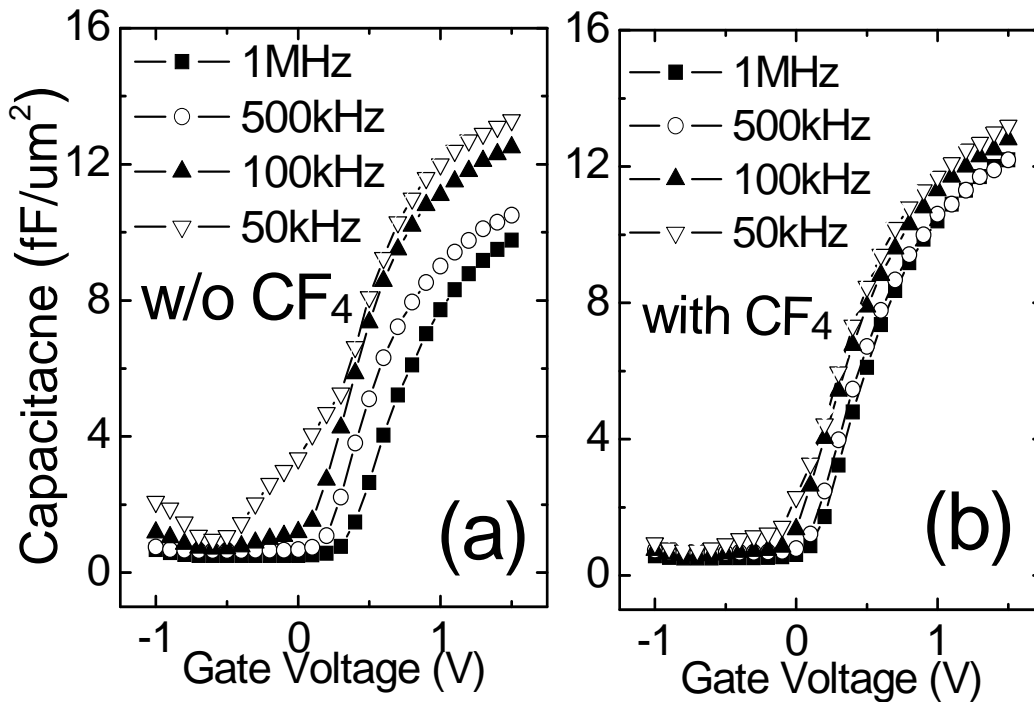 Capacitacne (fF/um²)
16
12
8
4
0
1MHz
500kHz
100kHz
50kHz
w/o CF₄
(a)
-1 0 1
Gate Voltage (V)
16
12
8
4
0
1MHz
500kHz
100kHz
50kHz
with CF₄
(b)
-1 0 1
Gate Voltage (V)